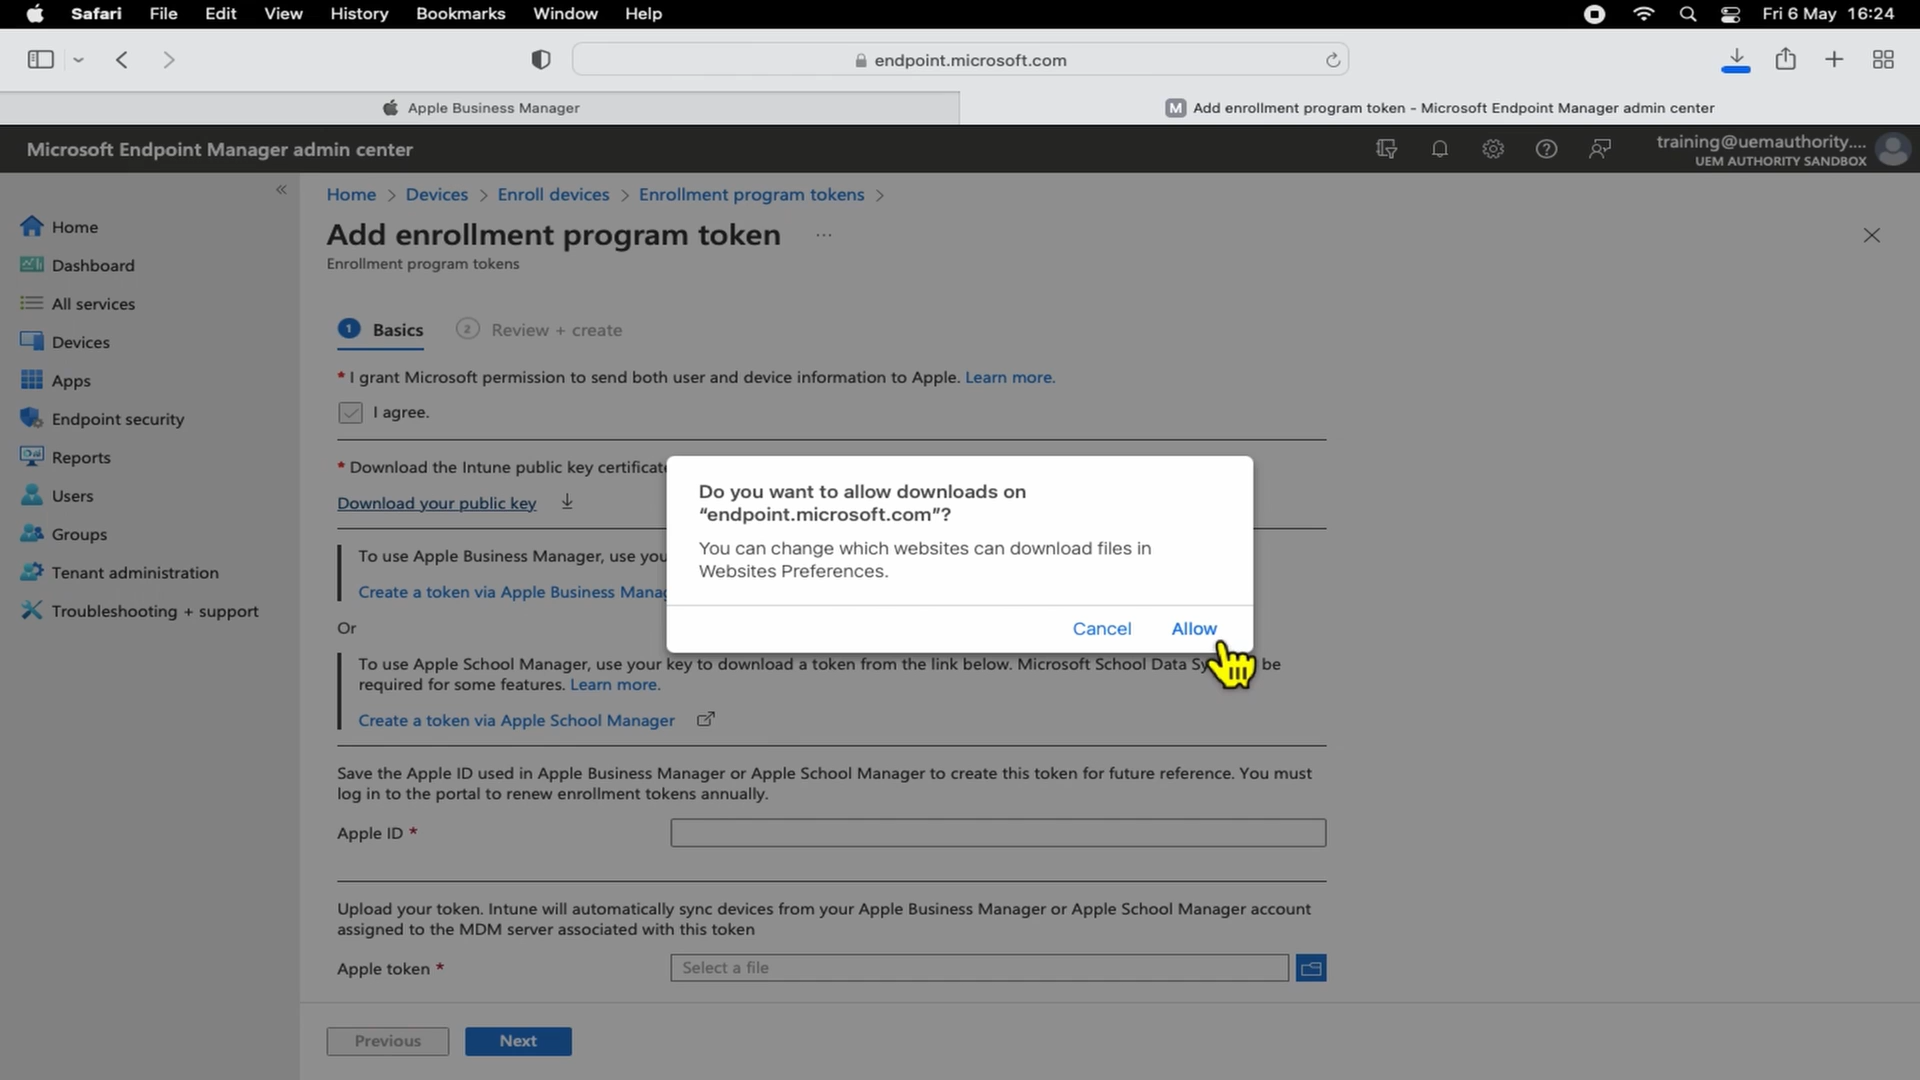 Safari File Edit View History Bookmarks Window Help
Fri 6 May 16:24
endpoint.microsoft.com
Apple Business Manager
M Add enrollment program token - Microsoft Endpoint Manager admin center
Microsoft Endpoint Manager admin center
training@uemauthority....
UEM AUTHORITY SANDBOX
«
Home
Dashboard
All services
Devices
Apps
Endpoint security
Reports
Users
Groups
Tenant administration
Troubleshooting + support
Home > Devices > Enroll devices > Enrollment program tokens >
Add enrollment program token ...
Enrollment program tokens
1 Basics 2 Review + create
* I grant Microsoft permission to send both user and device information to Apple. Learn more.
I agree.
* Download the Intune public key certificate
Download your public key
To use Apple Business Manager, use you
Create a token via Apple Business Manag
Or
To use Apple School Manager, use your key to download a token from the link below. Microsoft School Data Sy be
required for some features. Learn more.
Create a token via Apple School Manager
Save the Apple ID used in Apple Business Manager or Apple School Manager to create this token for future reference. You must
log in to the portal to renew enrollment tokens annually.
Apple ID *
Upload your token. Intune will automatically sync devices from your Apple Business Manager or Apple School Manager account
assigned to the MDM server associated with this token
Apple token *
Select a file
Previous Next
Do you want to allow downloads on
“endpoint.microsoft.com”?
You can change which websites can download files in
Websites Preferences.
Cancel Allow